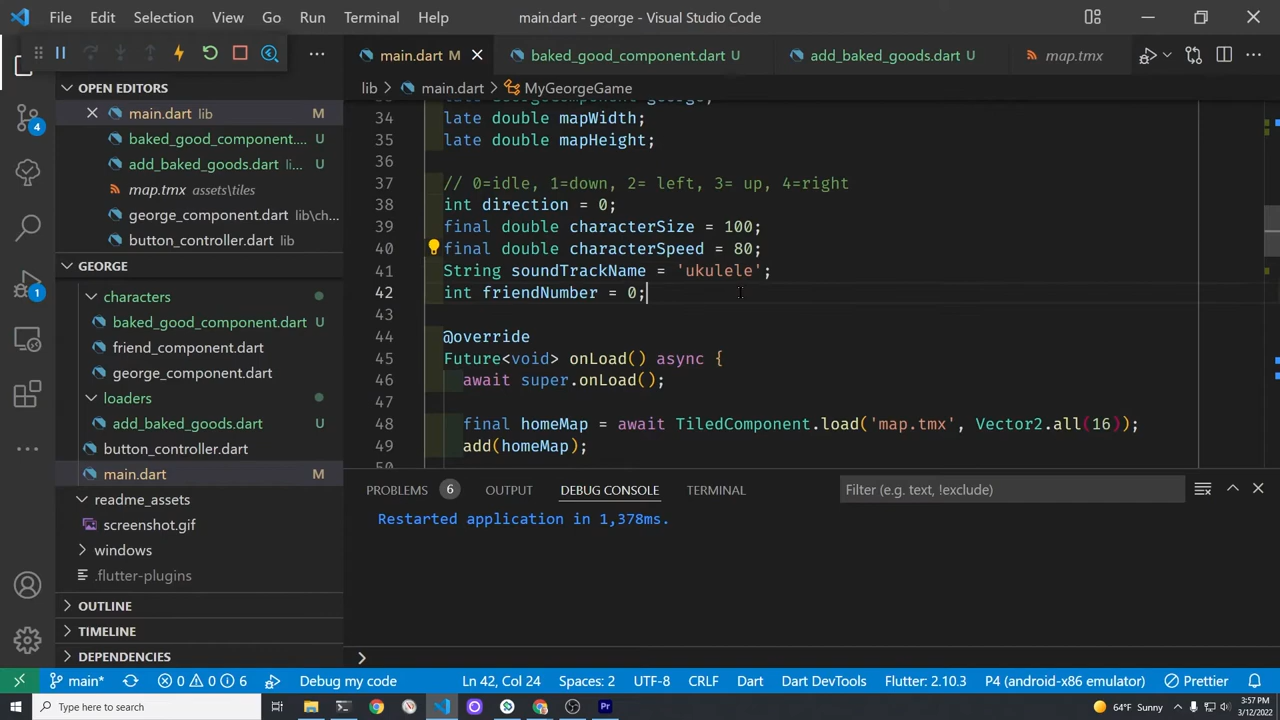 File Edit Selection View Go Run Terminal Help main.dart - george - Visual Studio Code
main.dart M baked_good_component.dart U add_baked_goods.dart U map.tmx
lib > main.dart > MyGeorgeGame
OPEN EDITORS
main.dart lib M
baked_good_component.... U
add_baked_goods.dart li... U
map.tmx assets\tiles
george_component.dart lib\ch...
button_controller.dart lib
GEORGE
characters
baked_good_component.dart U
friend_component.dart
george_component.dart
loaders
add_baked_goods.dart U
button_controller.dart
main.dart M
readme_assets
screenshot.gif
windows
.flutter-plugins
OUTLINE
TIMELINE
DEPENDENCIES
4
1
34 late double mapWidth;
35 late double mapHeight;
36
37 // 0=idle, 1=down, 2= left, 3= up, 4=right
38 int direction = 0;
39 final double characterSize = 100;
40 final double characterSpeed = 80;
41 String soundTrackName = 'ukulele';
42 int friendNumber = 0;
43
44 @override
45 Future<void> onLoad() async {
46 await super.onLoad();
47
48 final homeMap = await TiledComponent.load('map.tmx', Vector2.all(16));
49 add(homeMap);
PROBLEMS 6 OUTPUT DEBUG CONSOLE TERMINAL Filter (e.g. text, !exclude)
Restarted application in 1,378ms.
main* 0 0 6 Debug my code Ln 42, Col 24 Spaces: 2 UTF-8 CRLF Dart Dart DevTools Flutter: 2.10.3 P4 (android-x86 emulator) Prettier
Type here to search 64°F Sunny 3:57 PM
3/12/2022